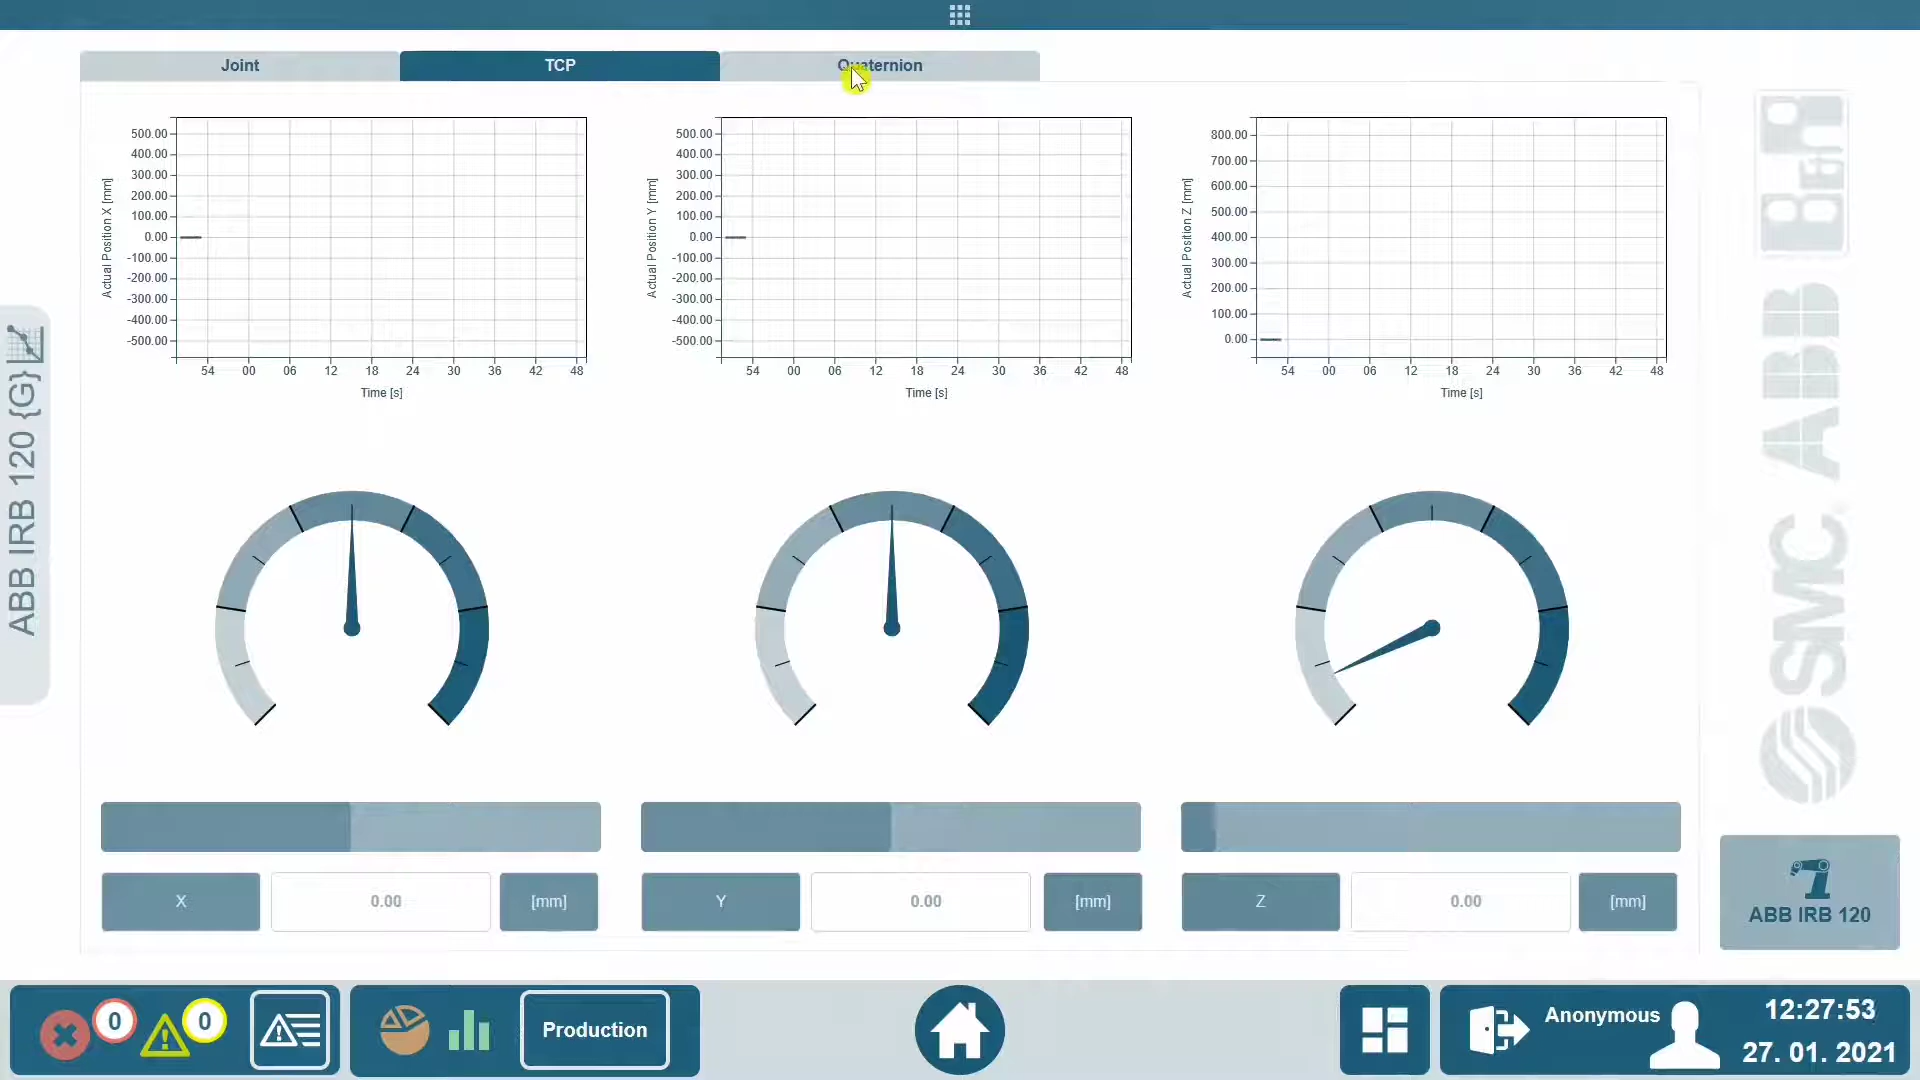 Joint
TCP
Quaternion
Actual Position X [mm]
500.00
400.00
300.00
200.00
100.00
0.00
-100.00
-200.00
-300.00
-400.00
-500.00
54 00 06 12 18 24 30 36 42 48
Time [s]
Actual Position Y [mm]
500.00
400.00
300.00
200.00
100.00
0.00
-100.00
-200.00
-300.00
-400.00
-500.00
54 00 06 12 18 24 30 36 42 48
Time [s]
Actual Position Z [mm]
800.00
700.00
600.00
500.00
400.00
300.00
200.00
100.00
0.00
54 00 06 12 18 24 30 36 42 48
Time [s]
ABB IRB 120 {G}
B&R
ABB
SMC
X 0.00 [mm]
Y 0.00 [mm]
Z 0.00 [mm]
ABB IRB 120
0
0
Production
Anonymous
12:27:53
27. 01. 2021